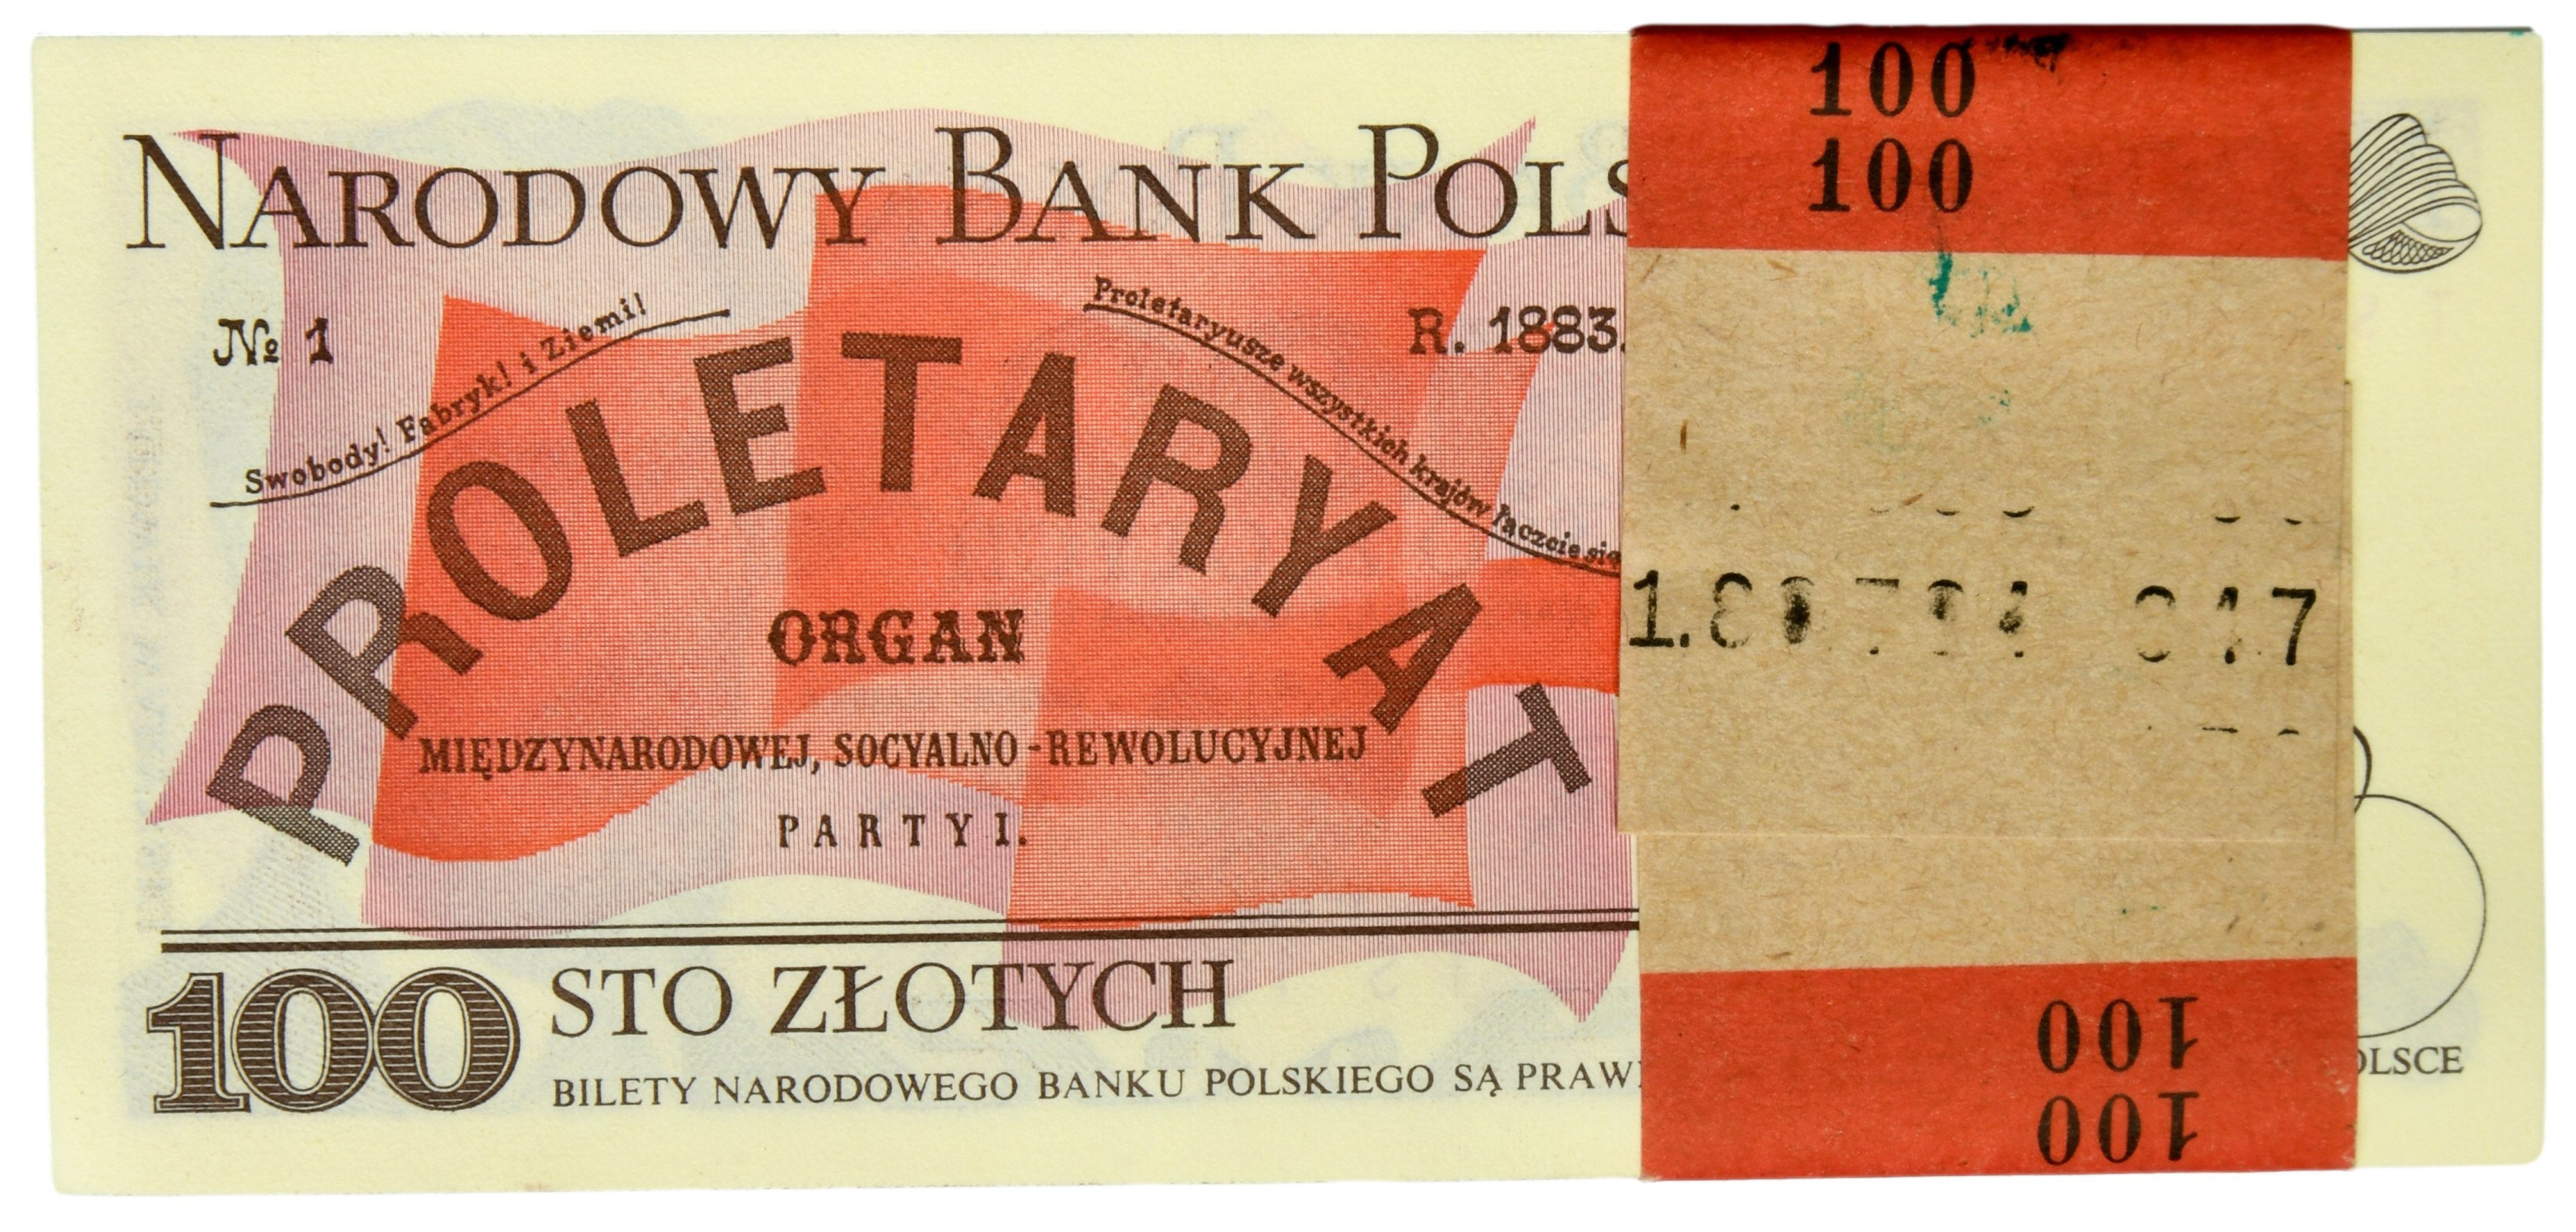 NARODOWY BANK POLS
№ 1
Swobody! Fabryk! i Ziemi!
Proletaryusze wszystkich krajów łączcie się
R. 1883.
PROLETARYAT
ORGAN
MIĘDZYNARODOWEJ, SOCYALNO-REWOLUCYJNEJ
PARTYI.
100 STO ZŁOTYCH
BILETY NARODOWEGO BANKU POLSKIEGO SĄ PRAW
OLSCE
100
100
100
100